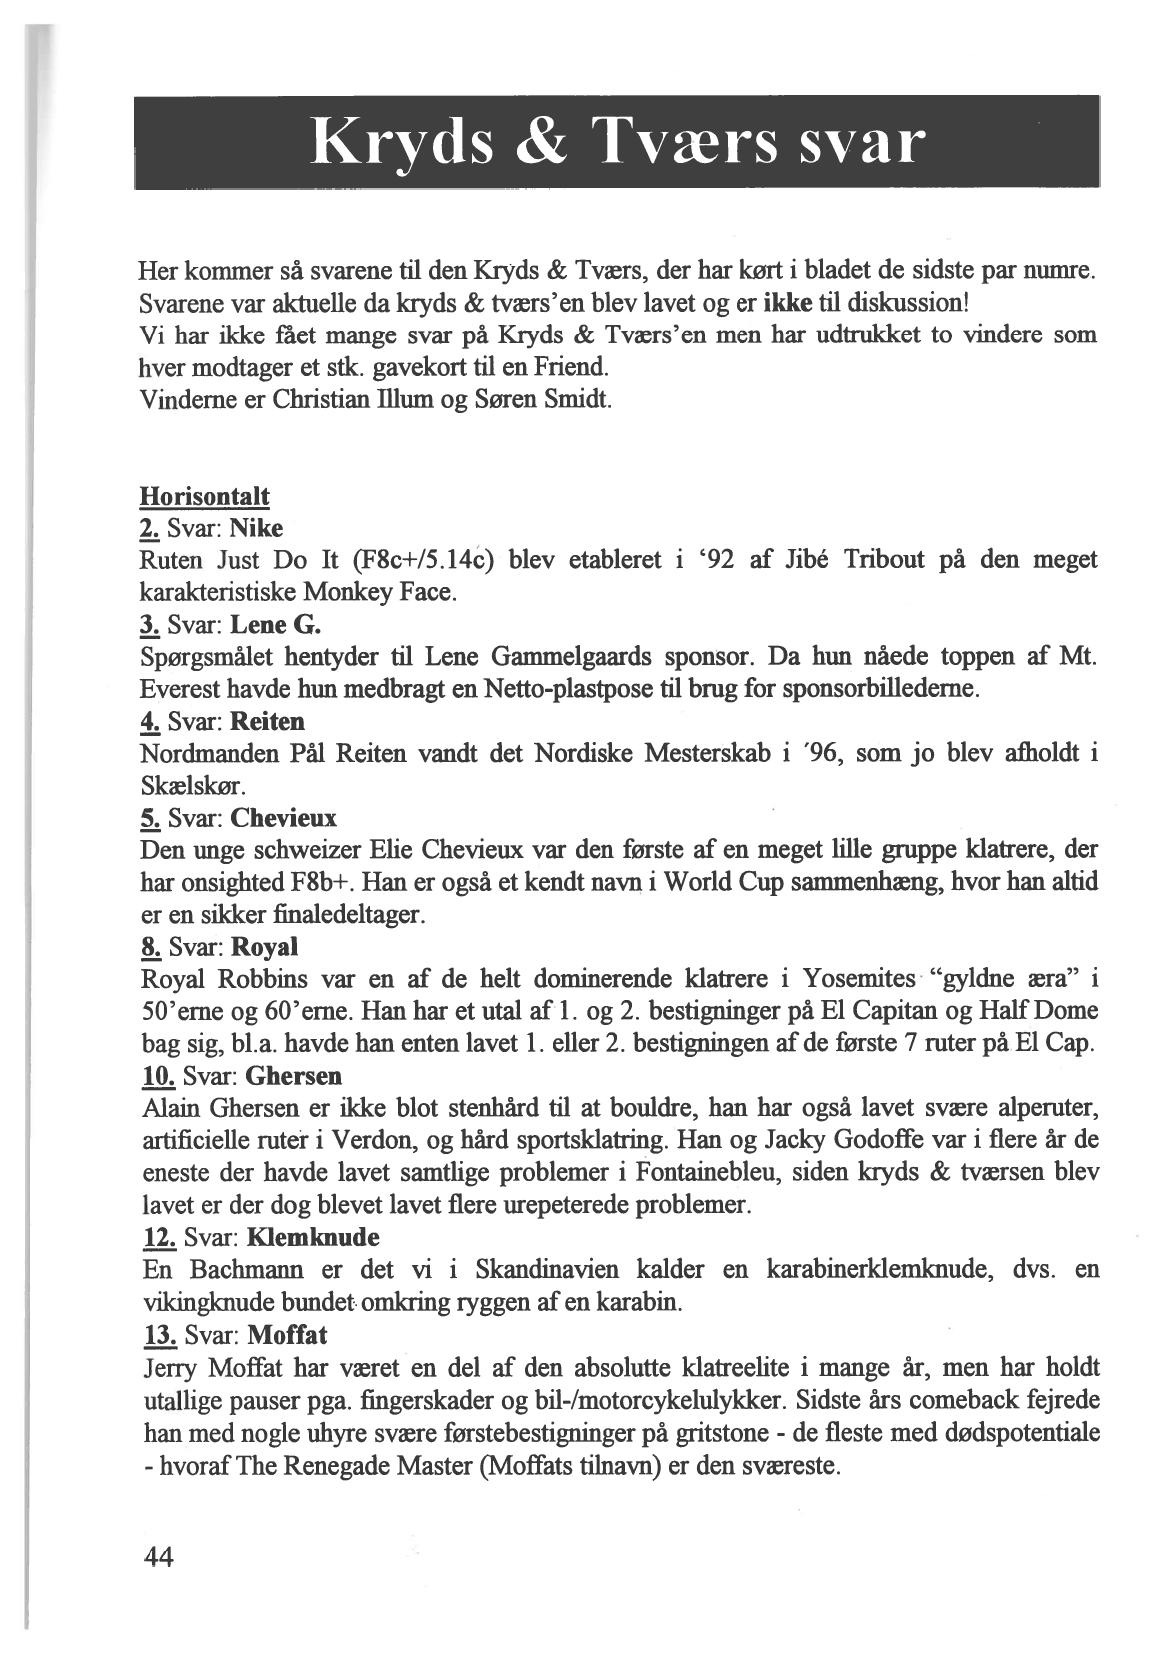 Kryds & Tværs svar
Her kommer så svarene til den Kryds & Tværs, der har kørt i bladet de sidste par numre.
Svarene var aktuelle da kryds & tværs’en blev lavet og er ikke til diskussion!
Vi har ikke fået mange svar på Kryds & Tværs’en men har udtrukket to vindere som
hver modtager et stk. gavekort til en Friend.
Vinderne er Christian Illum og Søren Smidt.
Horisontalt
2. Svar: Nike
Ruten Just Do It (F8c+/5.14c) blev etableret i ‘92 af Jibé Tribout på den meget
karakteristiske Monkey Face.
3. Svar: Lene G.
Spørgsmålet hentyder til Lene Gammelgaards sponsor. Da hun nåede toppen af Mt.
Everest havde hun medbragt en Netto-plastpose til brug for sponsorbillederne.
4. Svar: Reiten
Nordmanden Pål Reiten vandt det Nordiske Mesterskab i ´96, som jo blev afholdt i
Skælskør.
5. Svar: Chevieux
Den unge schweizer Elie Chevieux var den første af en meget lille gruppe klatrere, der
har onsighted F8b+. Han er også et kendt navn i World Cup sammenhæng, hvor han altid
er en sikker finaledeltager.
8. Svar: Royal
Royal Robbins var en af de helt dominerende klatrere i Yosemites “gyldne æra” i
50’erne og 60’erne. Han har et utal af 1. og 2. bestigninger på El Capitan og Half Dome
bag sig, bl.a. havde han enten lavet 1. eller 2. bestigningen af de første 7 ruter på El Cap.
10. Svar: Ghersen
Alain Ghersen er ikke blot stenhård til at bouldre, han har også lavet svære alperuter,
artificielle ruter i Verdon, og hård sportsklatring. Han og Jacky Godoffe var i flere år de
eneste der havde lavet samtlige problemer i Fontainebleu, siden kryds & tværsen blev
lavet er der dog blevet lavet flere urepeterede problemer.
12. Svar: Klemknude
En Bachmann er det vi i Skandinavien kalder en karabinerklemknude, dvs. en
vikingknude bundet omkring ryggen af en karabin.
13. Svar: Moffat
Jerry Moffat har været en del af den absolutte klatreelite i mange år, men har holdt
utallige pauser pga. fingerskader og bil-/motorcykelulykker. Sidste års comeback fejrede
han med nogle uhyre svære førstebestigninger på gritstone - de fleste med dødspotentiale
- hvoraf The Renegade Master (Moffats tilnavn) er den sværeste.
44